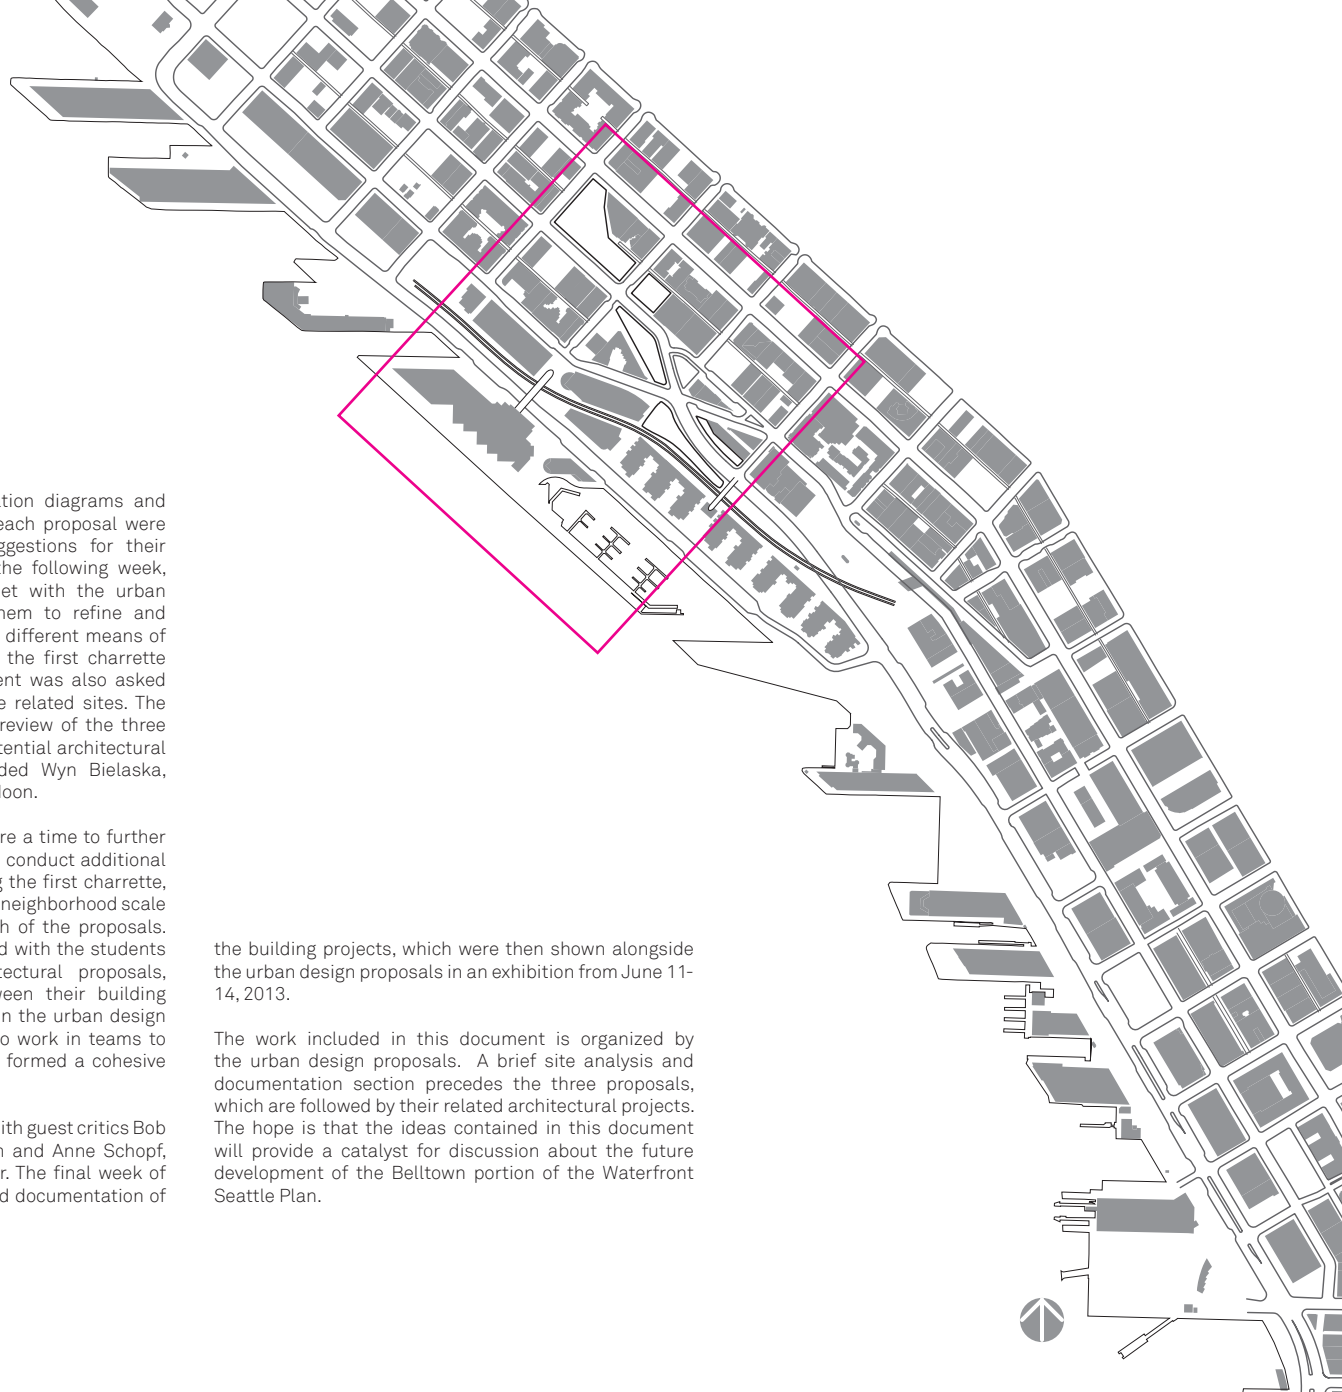 ation diagrams and
each proposal were
ggestions for their
the following week,
et with the urban
hem to refine and
different means of
the first charrette
ent was also asked
e related sites. The
review of the three
tential architectural
ded Wyn Bielaska,
oon.
re a time to further
conduct additional
g the first charrette,
neighborhood scale
h of the proposals.
d with the students
tectural proposals,
ween their building
n the urban design
o work in teams to
formed a cohesive
ith guest critics Bob
n and Anne Schopf,
r. The final week of
d documentation of
the building projects, which were then shown alongside
the urban design proposals in an exhibition from June 11-
14, 2013.
The work included in this document is organized by
the urban design proposals. A brief site analysis and
documentation section precedes the three proposals,
which are followed by their related architectural projects.
The hope is that the ideas contained in this document
will provide a catalyst for discussion about the future
development of the Belltown portion of the Waterfront
Seattle Plan.